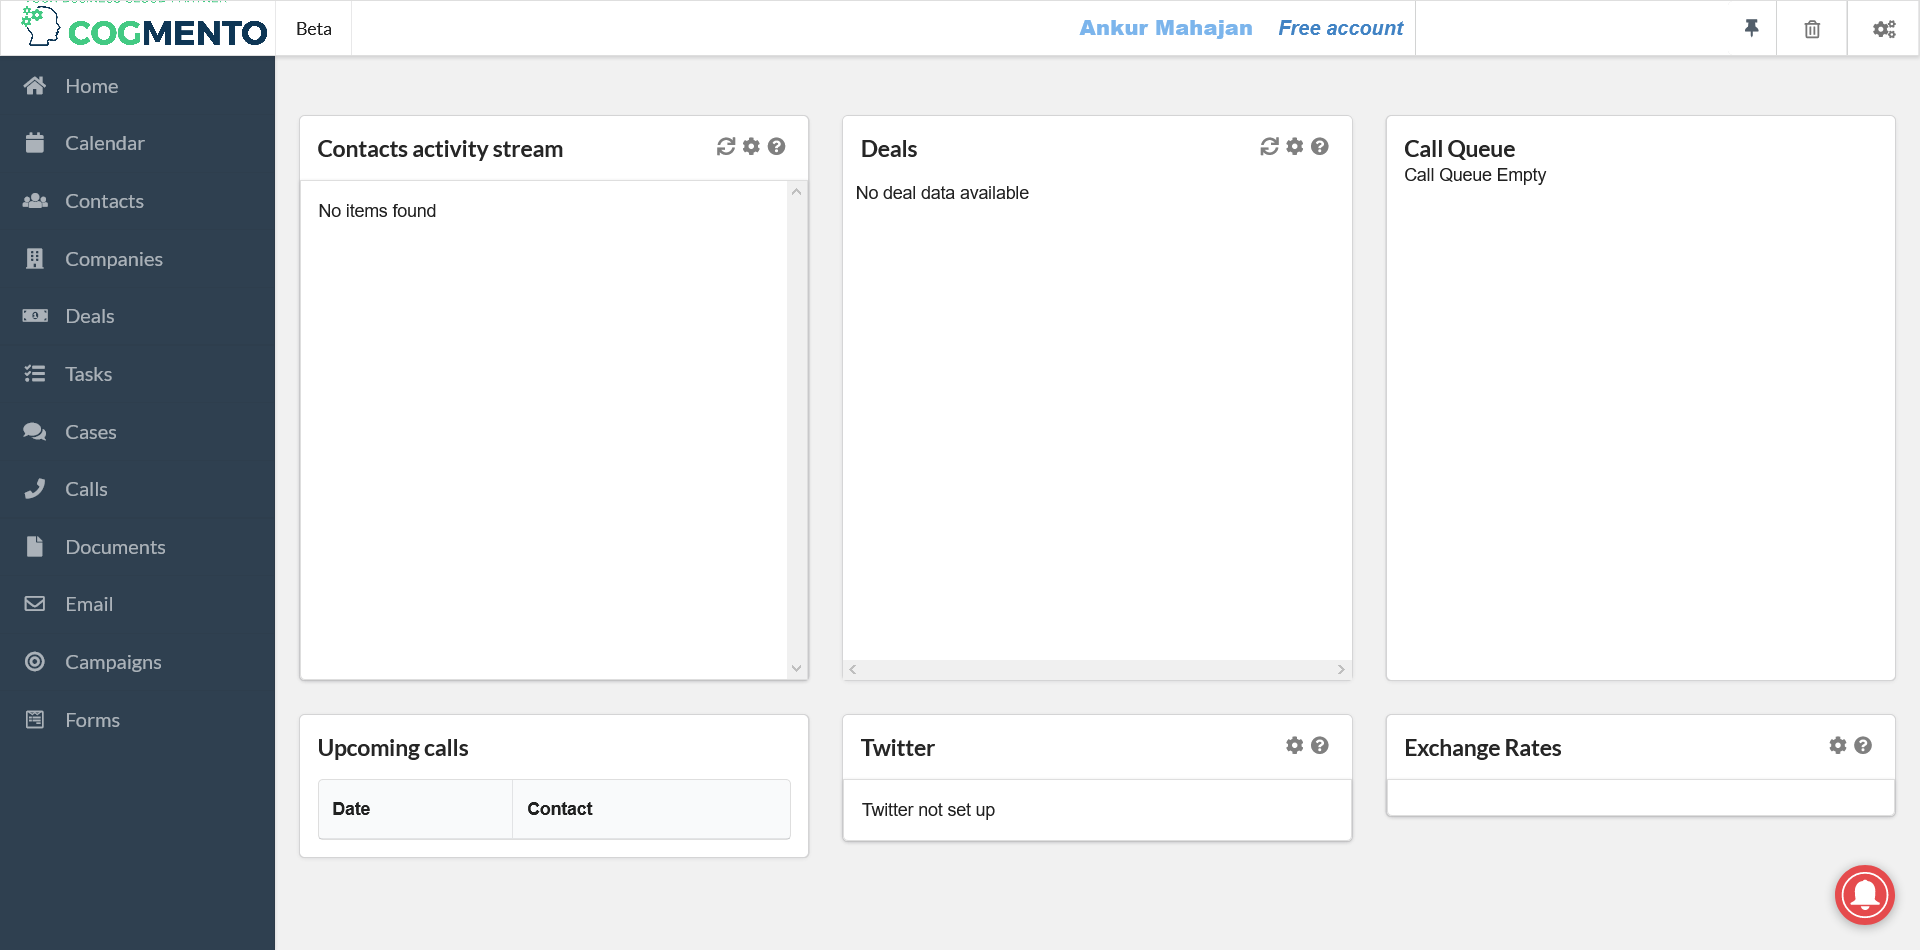 COGMENTO
Beta
Ankur Mahajan
Free account
Home
Calendar
Contacts
Companies
Deals
Tasks
Cases
Calls
Documents
Email
Campaigns
Forms
Contacts activity stream
No items found
Deals
No deal data available
Call Queue
Call Queue Empty
Upcoming calls
Date
Contact
Twitter
Twitter not set up
Exchange Rates